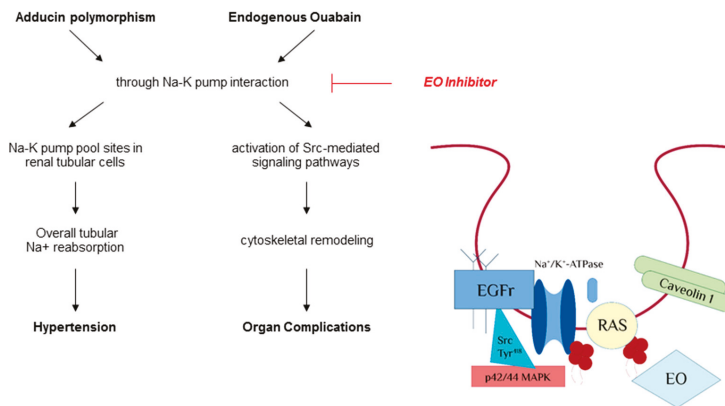 Adducin polymorphism
Endogenous Ouabain
through Na-K pump interaction
EO Inhibitor
Na-K pump pool sites in
renal tubular cells
activation of Src-mediated
signaling pathways
Overall tubular
Na+ reabsorption
cytoskeletal remodeling
Hypertension
Organ Complications
Na⁺/K⁺-ATPase
EGFr
Caveolin 1
RAS
Src
Tyr⁴¹⁸
p42/44 MAPK
EO